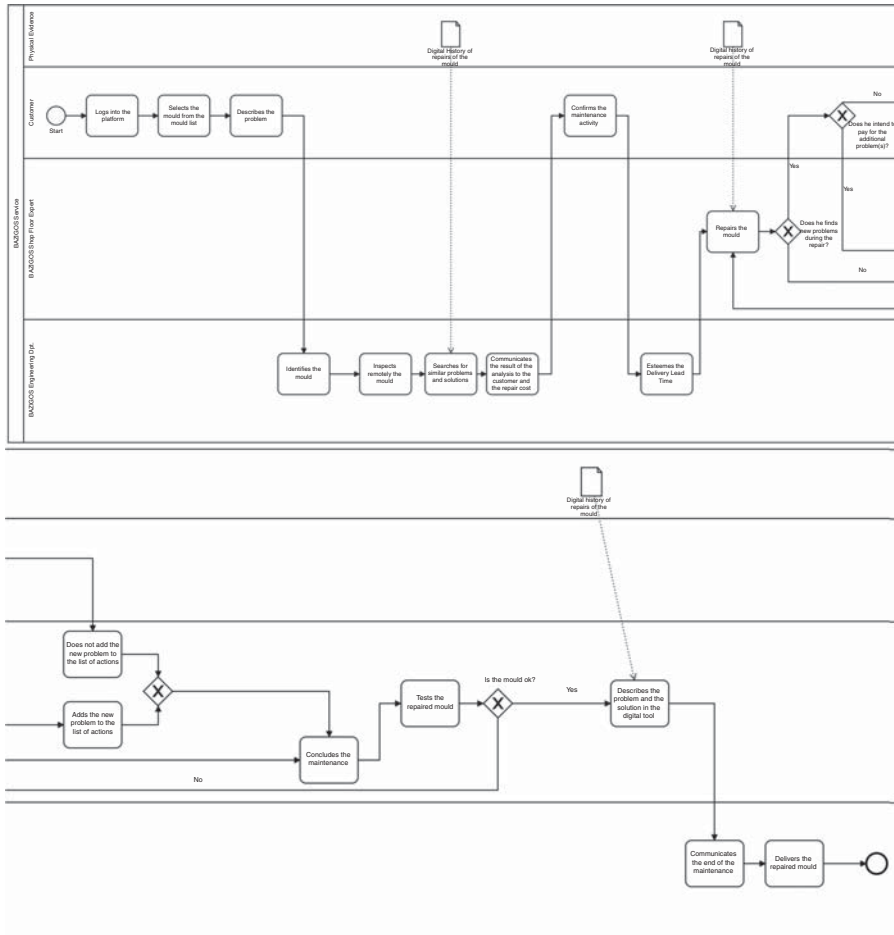 BAZIGOS Service
Physical Evidence
Digital History of
repairs of the
mould
Digital history of
repairs of the
mould
Customer
Start
Logs into the
platform
Selects the
mould from the
mould list
Describes the
problem
Confirms the
maintenance
activity
No
Does he intend to
pay for the
additional
problem(s)?
Yes
Yes
BAZIGOS Shop Floor Expert
Repairs the
mould
Does he finds
new problems
during the
repair?
No
BAZIGOS Engineering Dpt.
Identifies the
mould
Inspects
remotely the
mould
Searches for
similar problems
and solutions
Communicates
the result of the
analysis to the
customer and
the repair cost
Esteemes the
Delivery Lead
Time
Digital history of
repairs of the
mould
Does not add the
new problem to
the list of actions
Adds the new
problem to the
list of actions
Concludes the
maintenance
Tests the
repaired mould
Is the mould ok?
Yes
Describes the
problem and the
solution in the
digital tool
No
Communicates
the end of the
maintenance
Delivers the
repaired mould